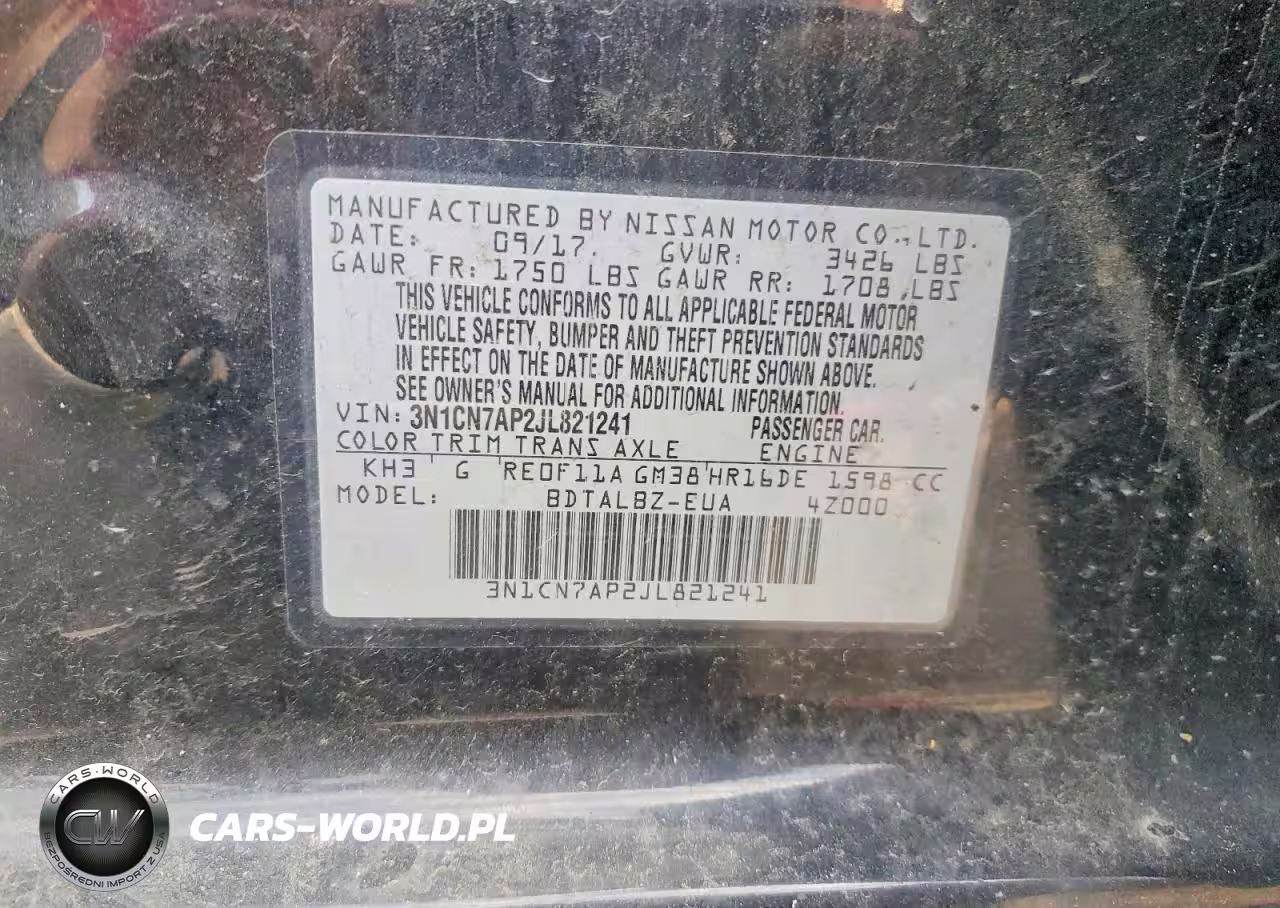 MANUFACTURED BY NISSAN MOTOR CO., LTD.
DATE: 09/17. GVWR: 3426 LBS
GAWR FR: 1750 LBS GAWR RR: 1708 LBS
THIS VEHICLE CONFORMS TO ALL APPLICABLE FEDERAL MOTOR
VEHICLE SAFETY, BUMPER AND THEFT PREVENTION STANDARDS
IN EFFECT ON THE DATE OF MANUFACTURE SHOWN ABOVE.
SEE OWNER'S MANUAL FOR ADDITIONAL INFORMATION.
VIN: 3N1CN7AP2JL821241 PASSENGER CAR.
COLOR TRIM TRANS AXLE ENGINE
KH3 G RE0F11A GM38 HR16DE 1598 CC
MODEL: BDTALBZ-EUA 4Z000
3N1CN7AP2JL821241
CARS-WORLD
CW
BEZPOŚREDNI IMPORT Z USA
CARS-WORLD.PL